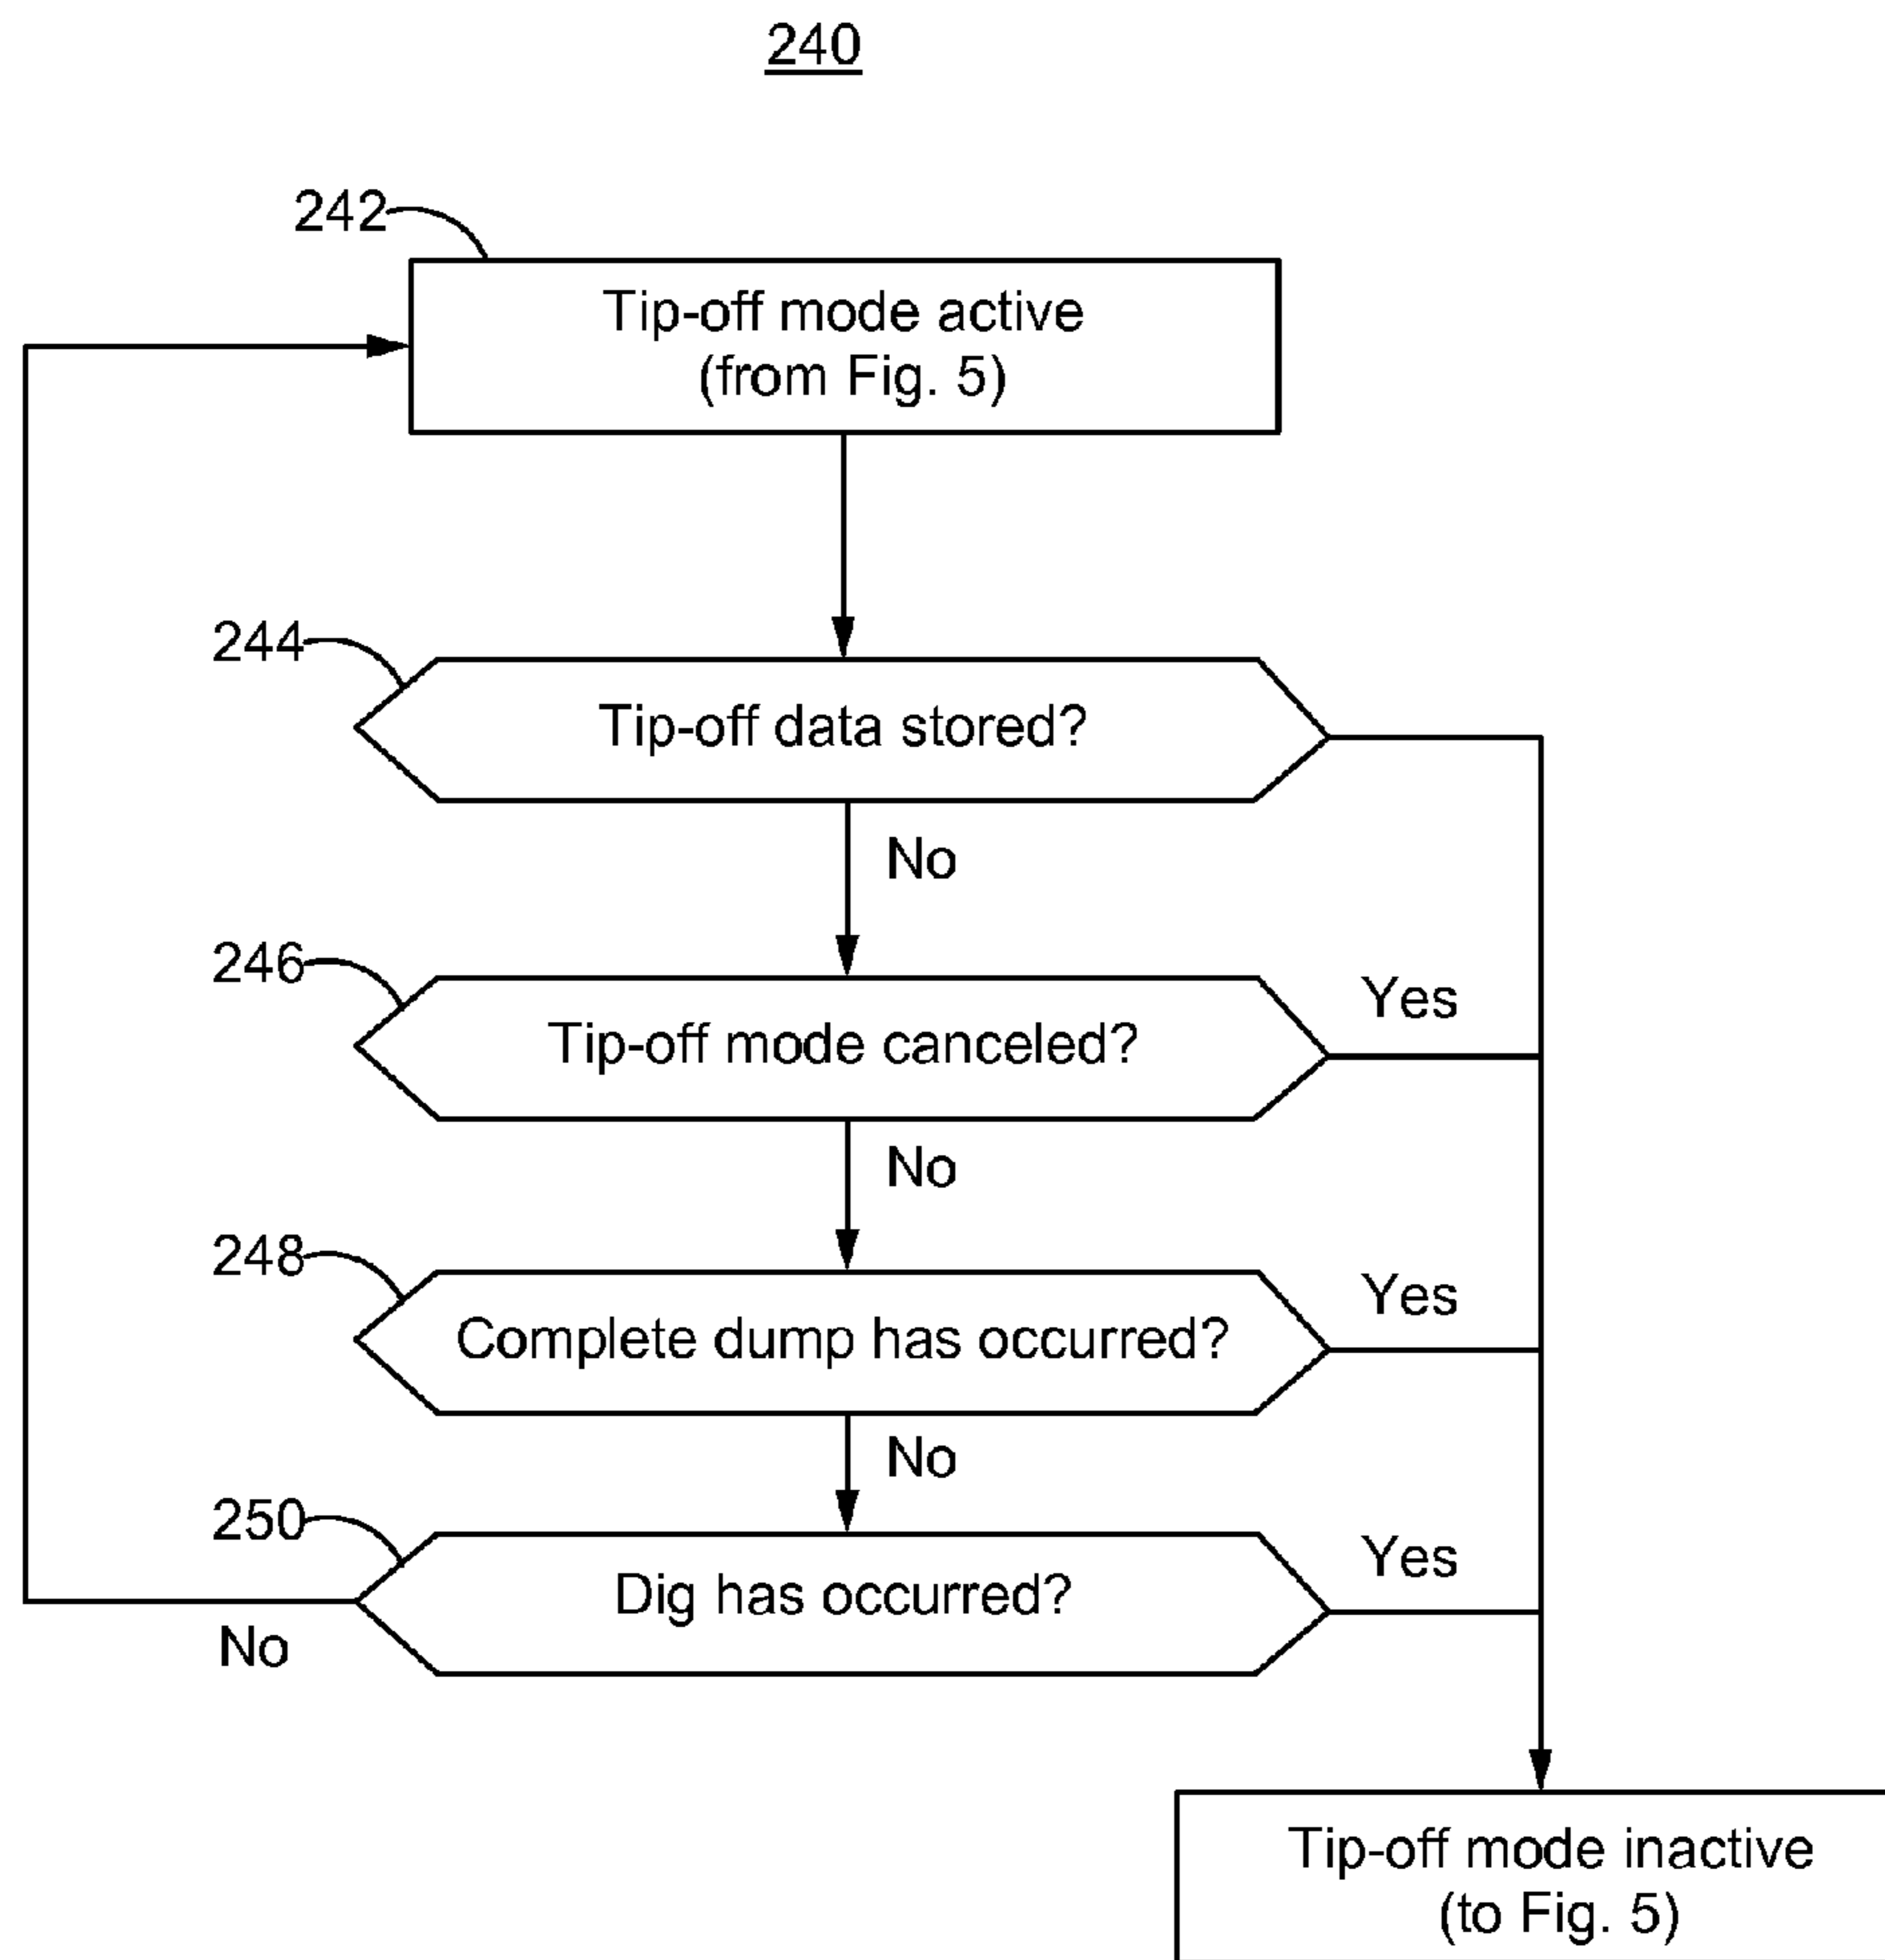 240
242
Tip-off mode active
(from Fig. 5)
244
Tip-off data stored?
No
246
Tip-off mode canceled?
Yes
No
248
Complete dump has occurred?
Yes
No
250
Dig has occurred?
Yes
No
Tip-off mode inactive
(to Fig. 5)